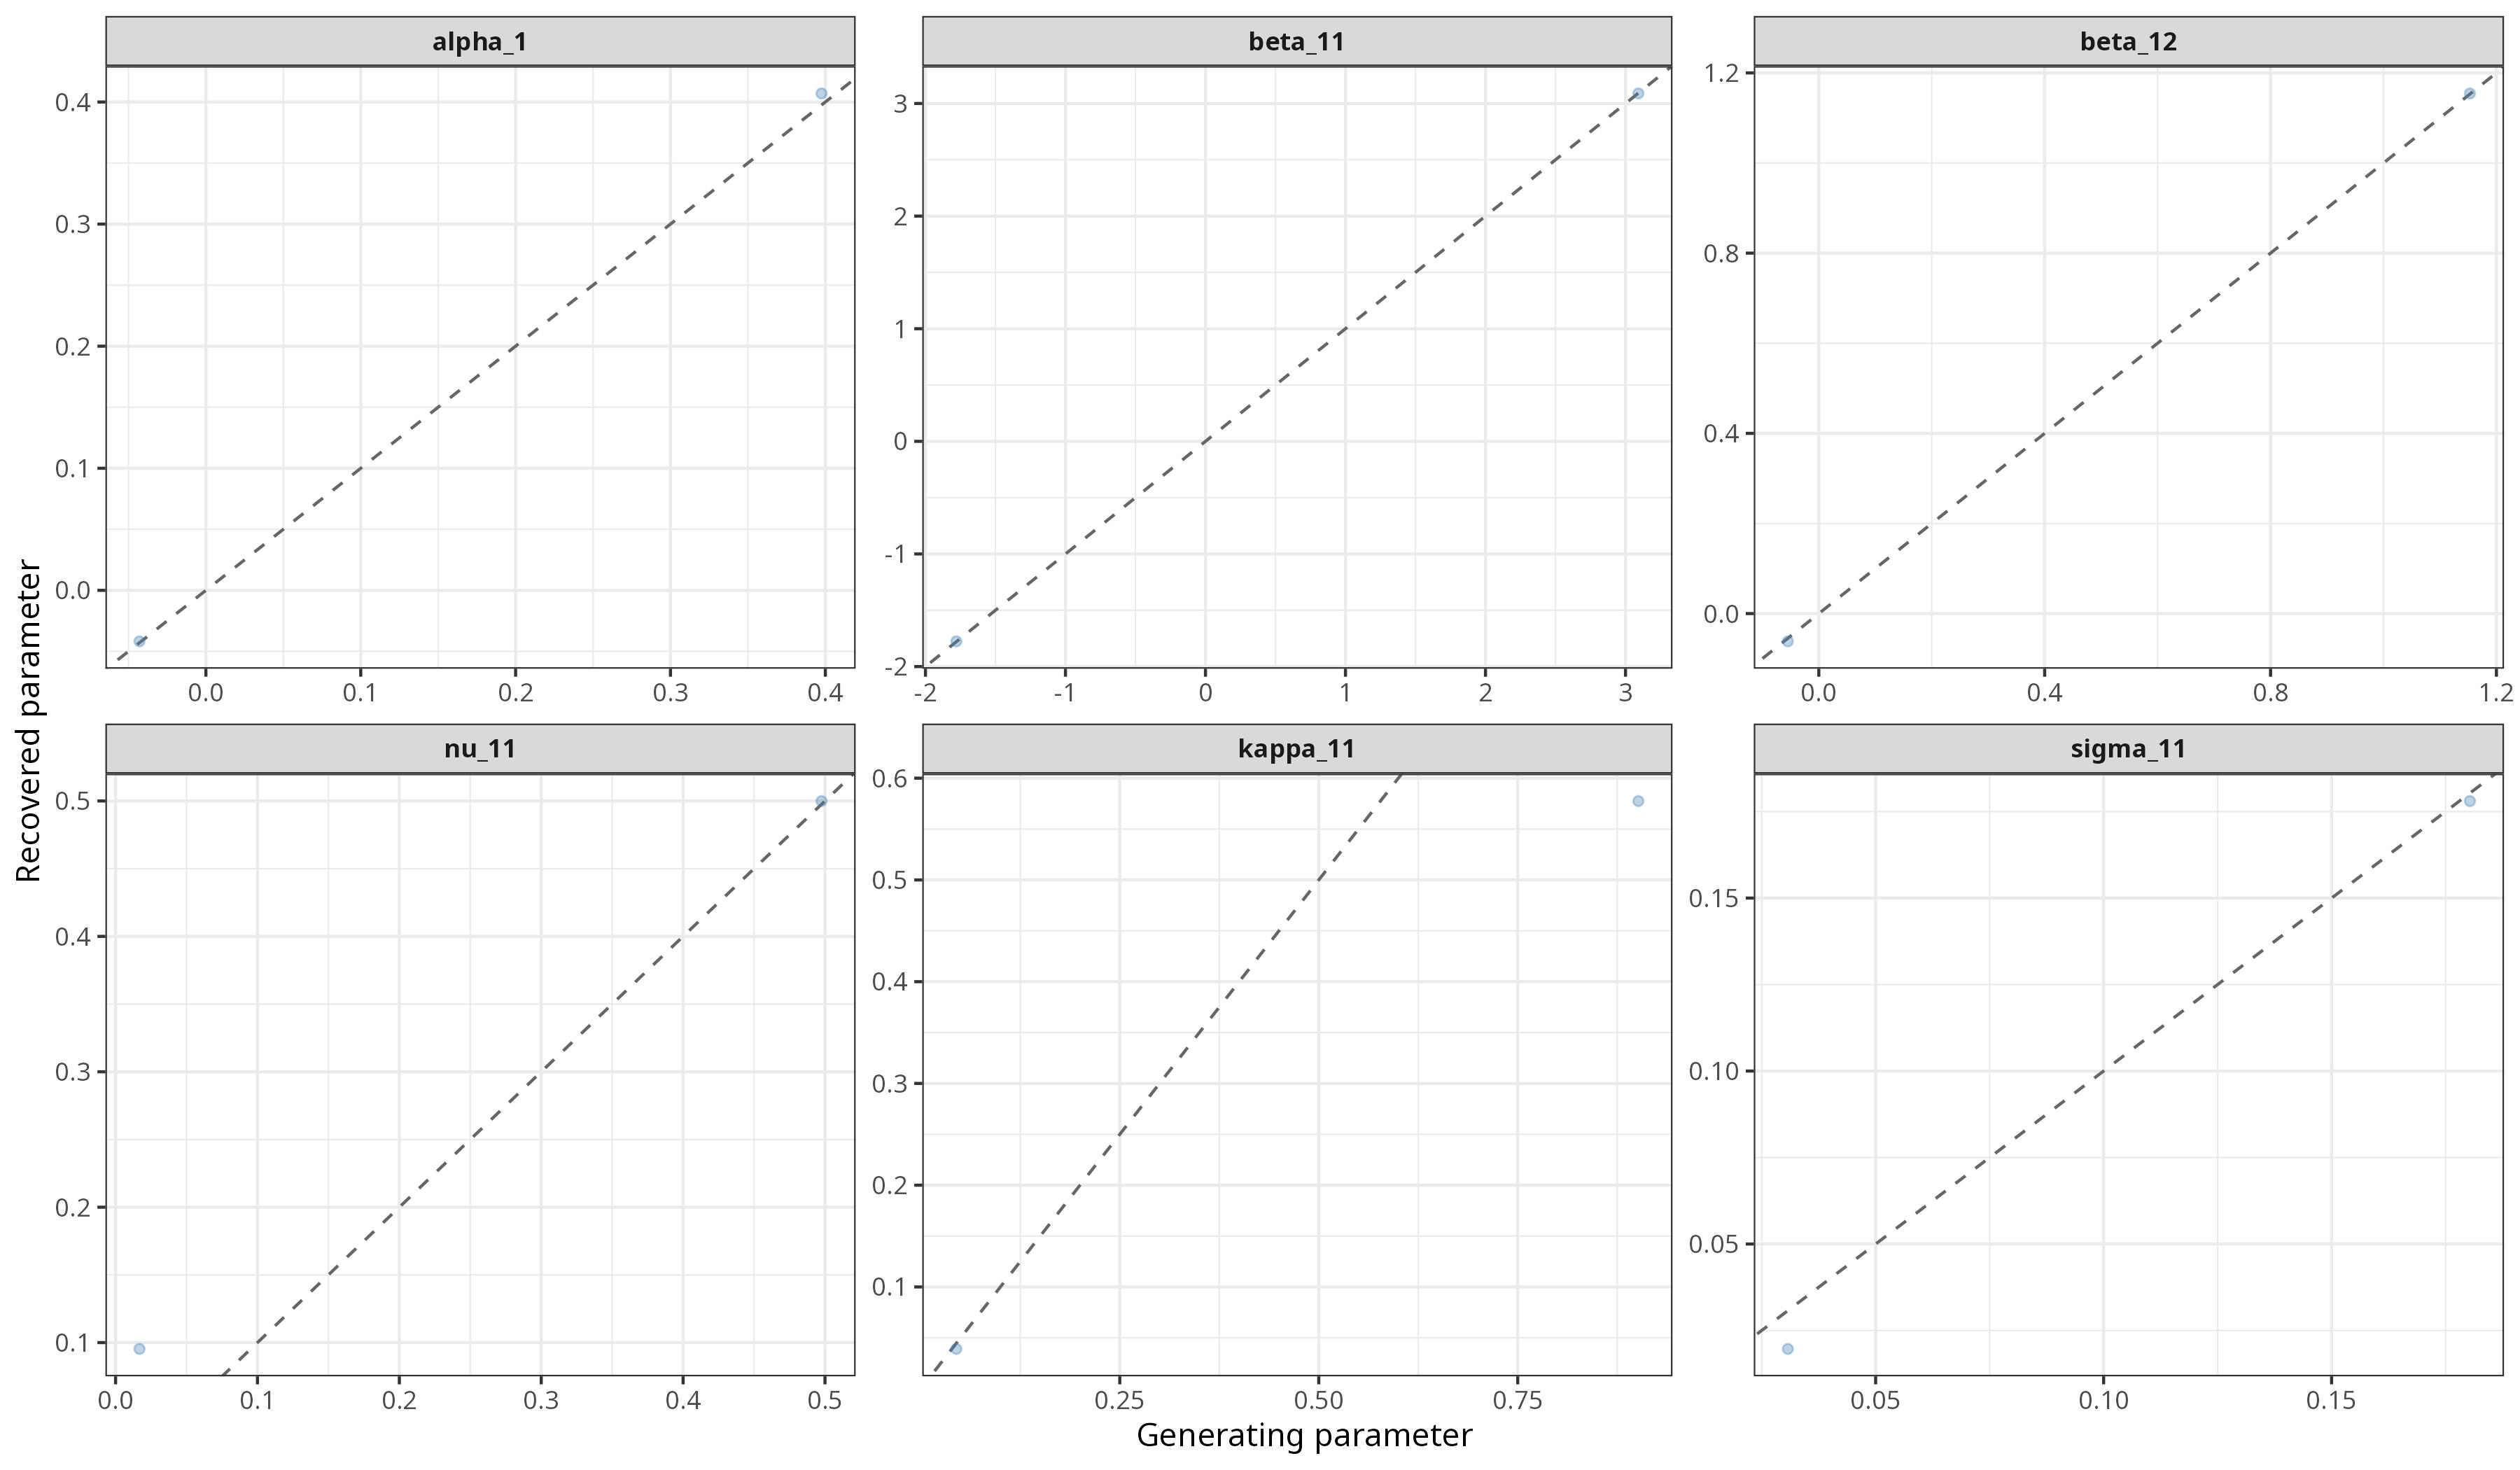 alpha_1
beta_11
beta_12
0.4
0.3
0.2
0.1
0.0
3
2
1
0
-1
-2
1.2
0.8
0.4
0.0
0.0 0.1 0.2 0.3 0.4
-2 -1 0 1 2 3
0.0 0.4 0.8 1.2
Recovered parameter
nu_11
kappa_11
sigma_11
0.5
0.4
0.3
0.2
0.1
0.6
0.5
0.4
0.3
0.2
0.1
0.15
0.10
0.05
0.0 0.1 0.2 0.3 0.4 0.5
0.25 0.50 0.75
0.05 0.10 0.15
Generating parameter